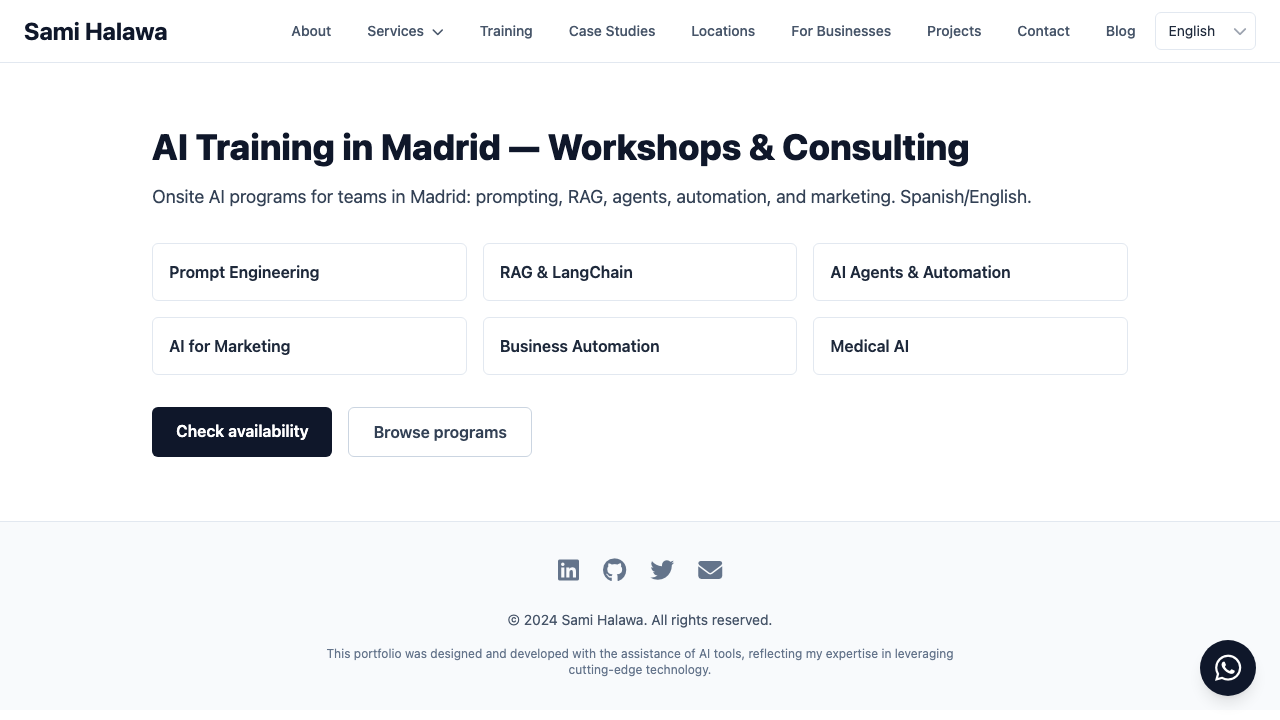 Sami Halawa
About
Services
Training
Case Studies
Locations
For Businesses
Projects
Contact
Blog
English
AI Training in Madrid — Workshops & Consulting
Onsite AI programs for teams in Madrid: prompting, RAG, agents, automation, and marketing. Spanish/English.
Prompt Engineering
RAG & LangChain
AI Agents & Automation
AI for Marketing
Business Automation
Medical AI
Check availability
Browse programs
© 2024 Sami Halawa. All rights reserved.
This portfolio was designed and developed with the assistance of AI tools, reflecting my expertise in leveraging
cutting-edge technology.